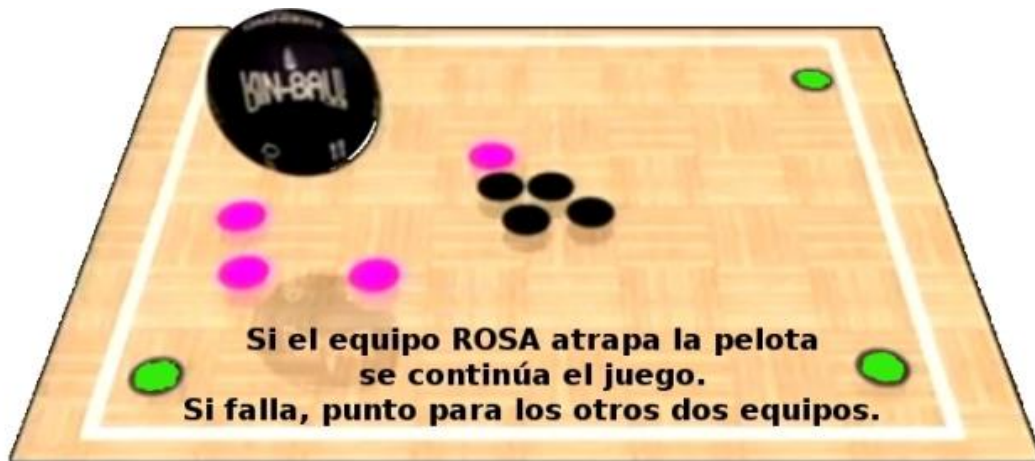 KIN-BALL
Si el equipo ROSA atrapa la pelota
se continúa el juego.
Si falla, punto para los otros dos equipos.